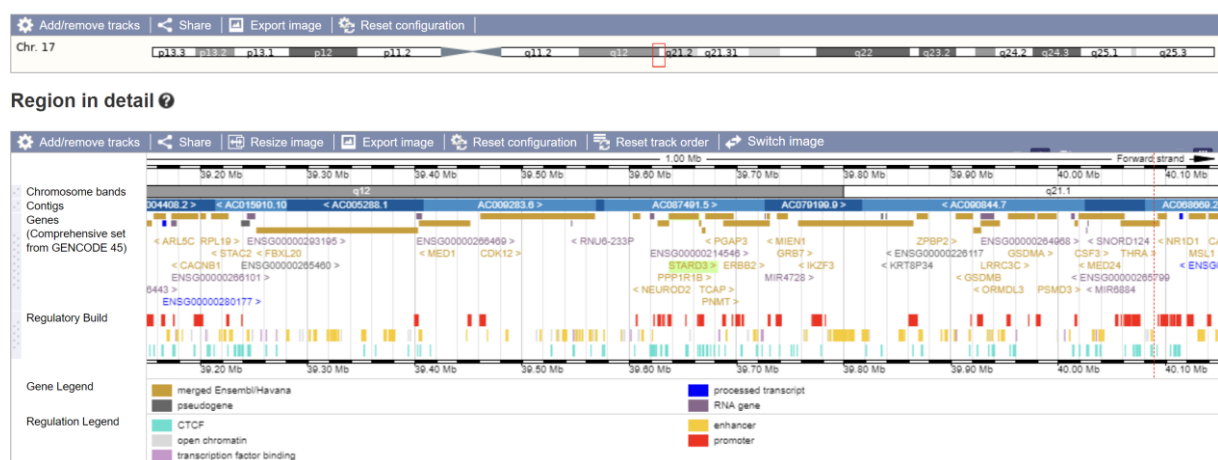 Add/remove tracks Share Export image Reset configuration
Chr. 17
p13.3 p13.2 p13.1 p12 p11.2 q11.2 q12 q21.2 q21.31 q22 q23.2 q24.2 q24.3 q25.1 q25.3
Region in detail ?
Add/remove tracks Share Resize image Export image Reset configuration Reset track order Switch image
1.00 Mb Forward strand
39.20 Mb 39.30 Mb 39.40 Mb 39.50 Mb 39.60 Mb 39.70 Mb 39.80 Mb 39.90 Mb 40.00 Mb 40.10 Mb
Chromosome bands q12 q21.1
Contigs 004408.2 > < AC015910.10 < AC005288.1 AC009283.6 > AC087491.5 > AC079199.9 > AC090844.7 AC068669.2
Genes
(Comprehensive set
from GENCODE 45)
< ARL5C RPL19 > ENSG00000293195 > ENSG00000266469 > < RNU6-233P < PGAP3 < MIEN1 ZPBP2 > ENSG00000264968 > < SNORD124 < NR1D1
< STAC2 < FBXL20 < MED1 CDK12 > ENSG00000214546 GRB7 > ENSG00000226117 GSDMA > CSF3 > THRA > MSL1
< CACNB1 ENSG00000265460 > STARD3 > ERBB2 > < IKZF3 < KRT8P34 LRRC3C > < MED24 < ENSG
ENSG00000266101 > PPP1R1B > MIR4728 > < GSDMB < ENSG00000265799
6443 > < NEUROD2 TCAP > < ORMDL3 PSMD3 > < MIR6884
ENSG00000280177 > PNMT >
Regulatory Build
39.20 Mb 39.30 Mb 39.40 Mb 39.50 Mb 39.60 Mb 39.70 Mb 39.80 Mb 39.90 Mb 40.00 Mb 40.10 Mb
Gene Legend merged Ensembl/Havana processed transcript
pseudogene RNA gene
Regulation Legend CTCF enhancer
open chromatin promoter
transcription factor binding